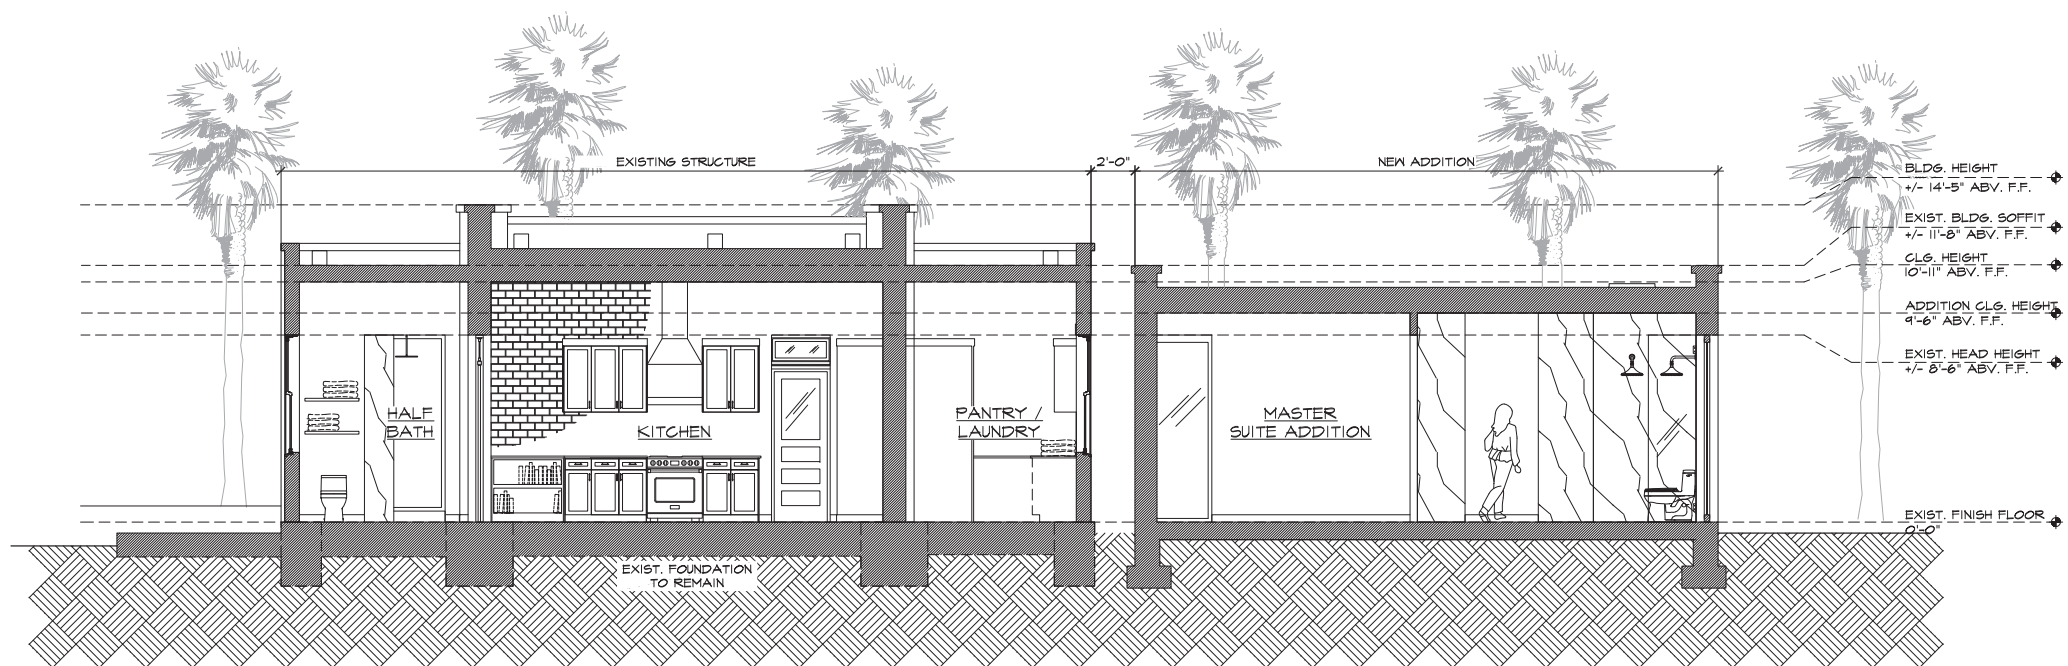 EXISTING STRUCTURE
2'-0"
NEW ADDITION
BLDG. HEIGHT
+/- 14'-5" ABV. F.F.
EXIST. BLDG. SOFFIT
+/- 11'-8" ABV. F.F.
CLG. HEIGHT
10'-11" ABV. F.F.
ADDITION CLG. HEIGHT
9'-6" ABV. F.F.
EXIST. HEAD HEIGHT
+/- 8'-6" ABV. F.F.
HALF
BATH
KITCHEN
PANTRY /
LAUNDRY
MASTER
SUITE ADDITION
EXIST. FINISH FLOOR
0'-0"
EXIST. FOUNDATION
TO REMAIN